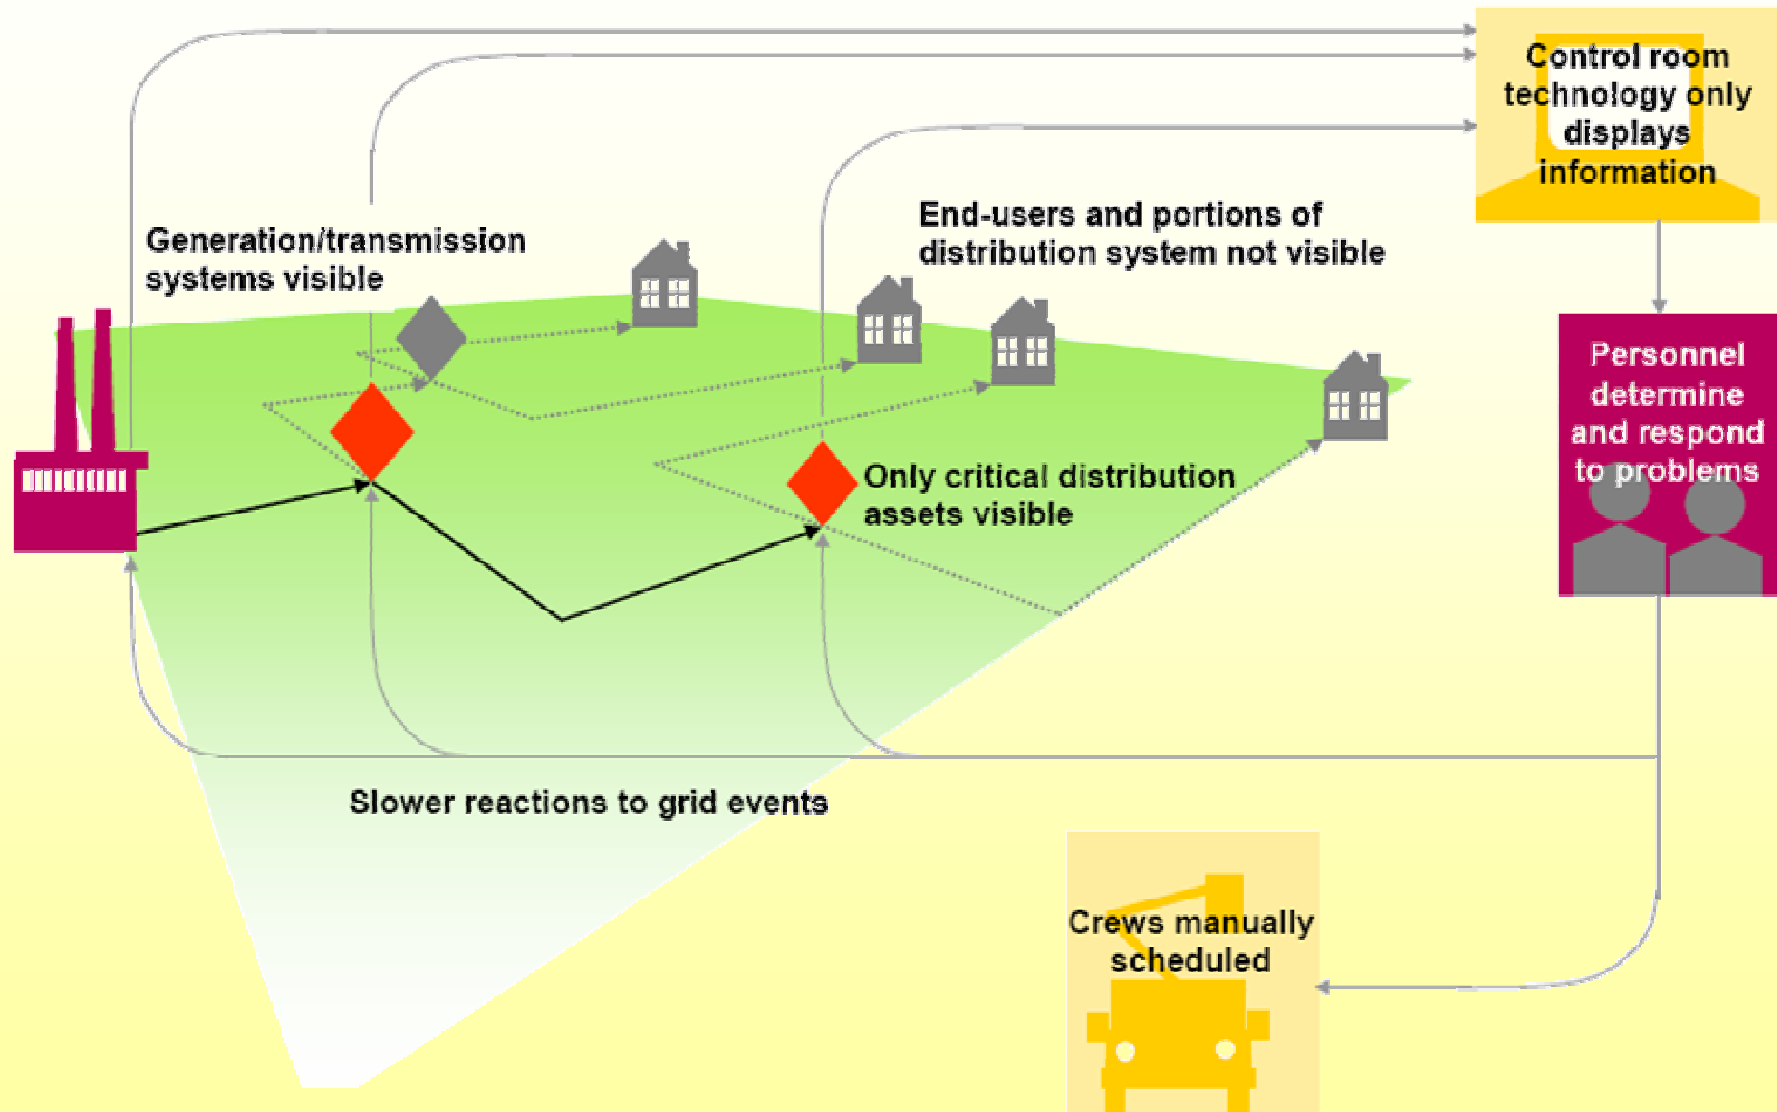 Control room
technology only
displays
information
End-users and portions of
distribution system not visible
Generation/transmission
systems visible
Personnel
determine
and respond
to problems
Only critical distribution
assets visible
Slower reactions to grid events
Crews manually
scheduled